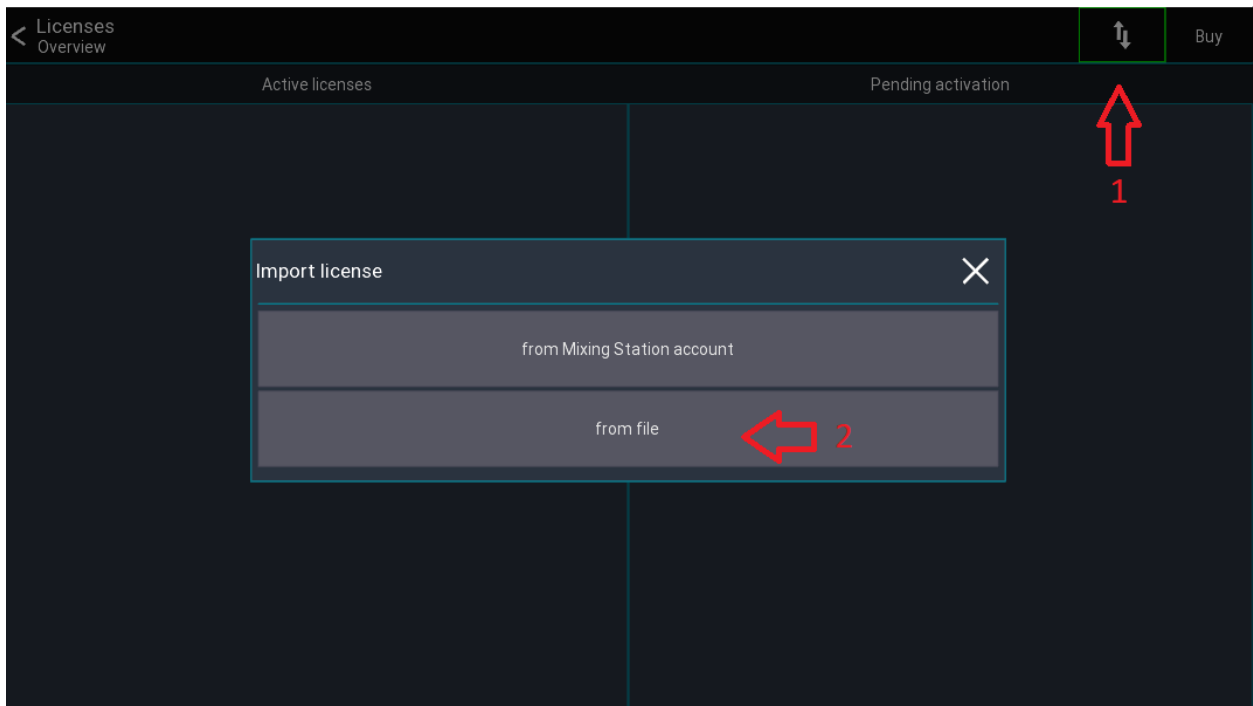 Licenses
Overview
Buy
Active licenses
Pending activation
1
Import license
from Mixing Station account
from file
2